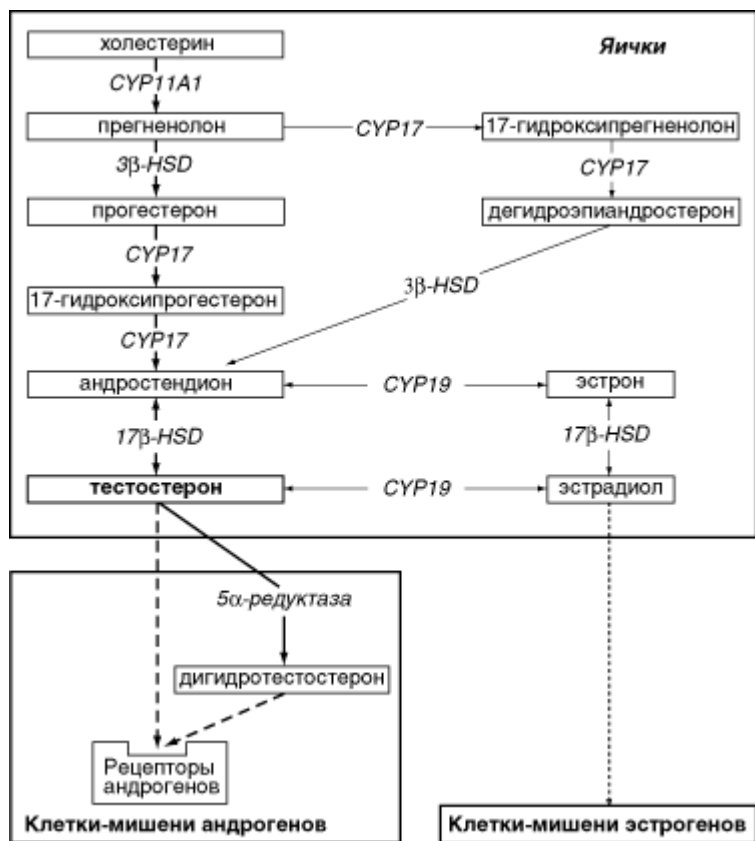 холестерин
Яички
CYP11A1
прегненолон
CYP17
17-гидроксипрегненолон
3β-HSD
CYP17
прогестерон
дегидроэпиандростерон
CYP17
3β-HSD
17-гидроксипрогестерон
CYP17
андростендион
CYP19
эстрон
17β-HSD
17β-HSD
тестостерон
CYP19
эстрадиол
5α-редуктаза
дигидротестостерон
Рецепторы
андрогенов
Клетки-мишени андрогенов
Клетки-мишени эстрогенов